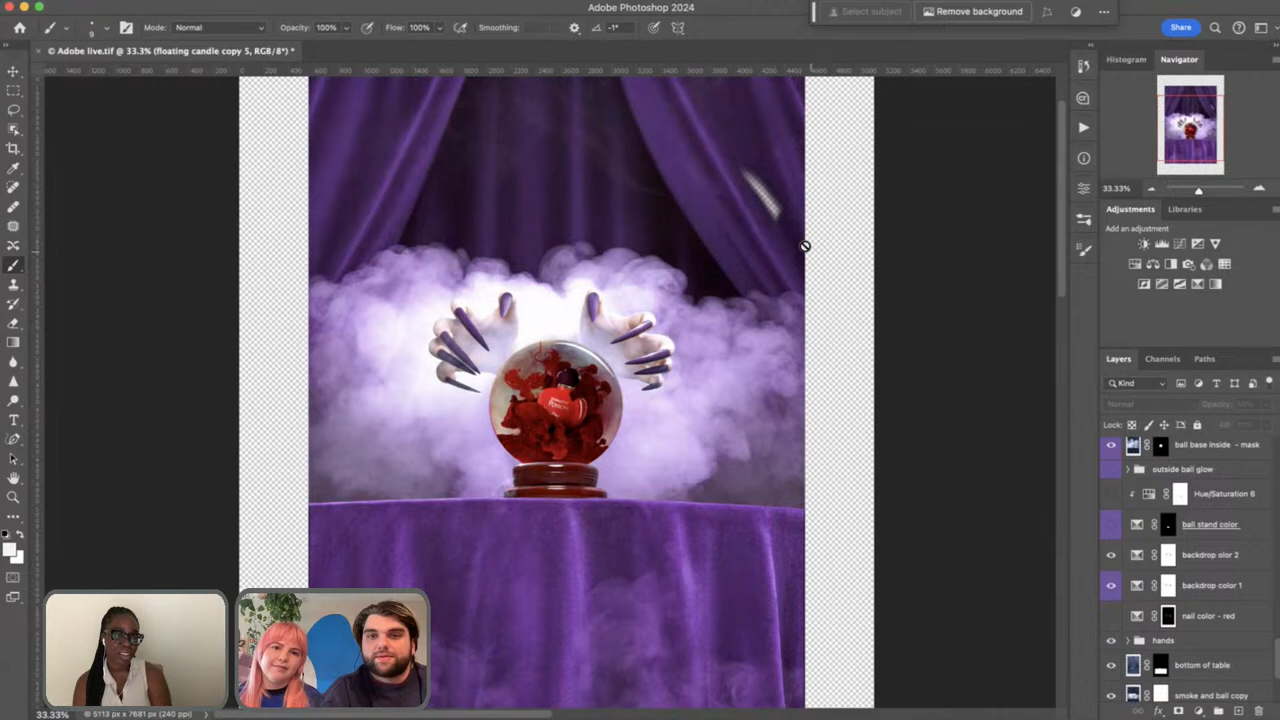 Adobe Photoshop 2024
Select subject
Remove background
Mode: Normal
Opacity: 100%
Flow: 100%
Smoothing:
-1°
Share
© Adobe live.tif @ 33.3% (floating candle copy 5, RGB/8*) *
Histogram
Navigator
33.33%
Adjustments
Libraries
Add an adjustment
Layers
Channels
Paths
Kind
Normal
Opacity:
Lock:
ball base inside - mask
outside ball glow
Hue/Saturation 6
ball stand color
backdrop olor 2
backdrop color 1
nail color - red
hands
bottom of table
smoke and ball copy
33.33%
© 5113 px x 7681 px (240 ppi)